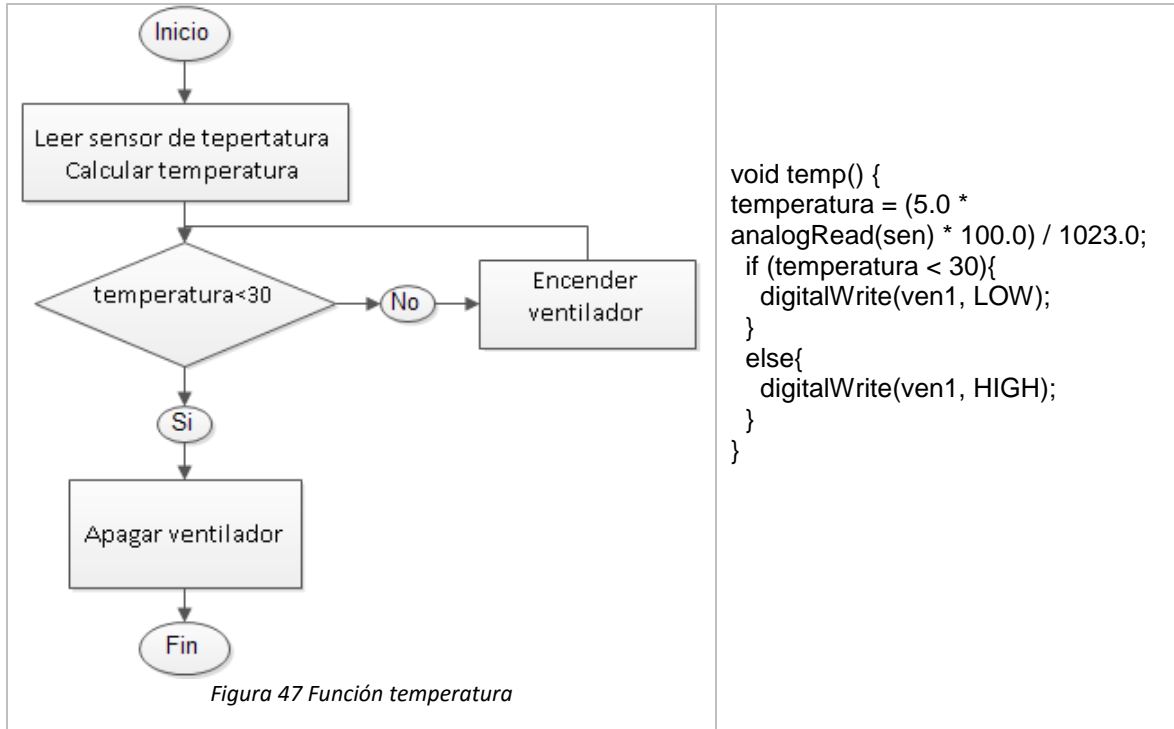 Inicio
Leer sensor de tepertatura
Calcular temperatura
temperatura<30
No
Encender
ventilador
Si
Apagar ventilador
Fin
Figura 47 Función temperatura
void temp() {
temperatura = (5.0 *
analogRead(sen) * 100.0) / 1023.0;
if (temperatura < 30){
digitalWrite(ven1, LOW);
}
else{
digitalWrite(ven1, HIGH);
}
}